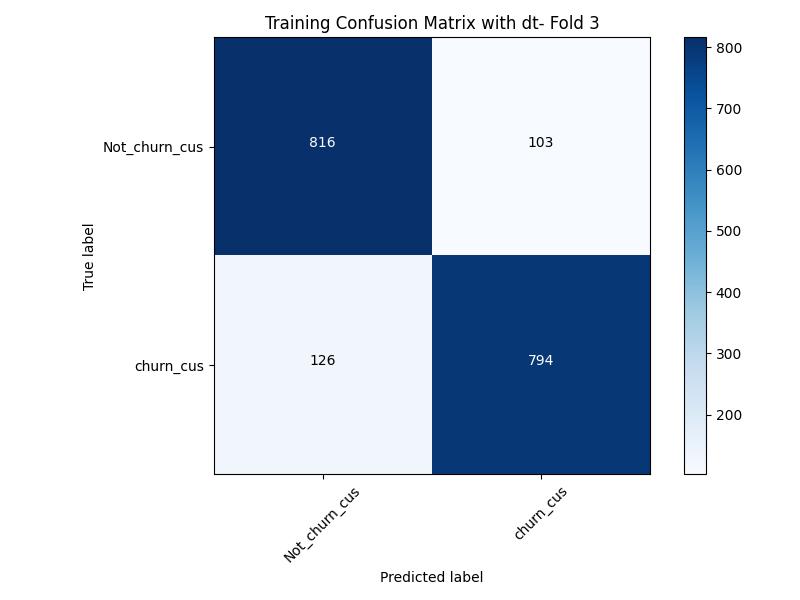 Training Confusion Matrix with dt- Fold 3
True label
Not_churn_cus
churn_cus
816
103
126
794
Not_churn_cus
churn_cus
Predicted label
800
700
600
500
400
300
200